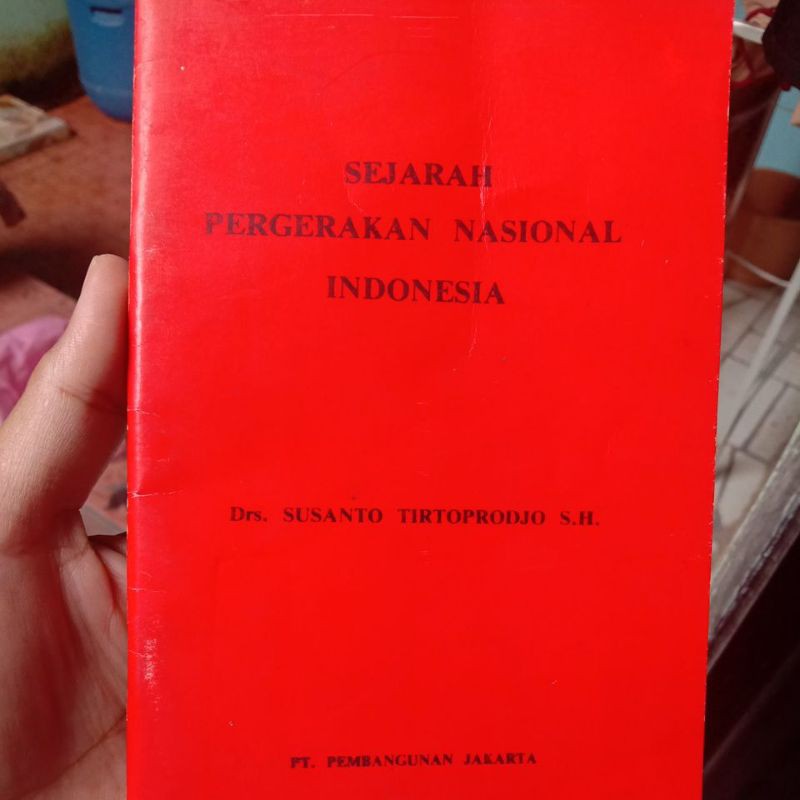 SEJARAH
PERGERAKAN NASIONAL
INDONESIA
Drs. SUSANTO TIRTOPRODJO S.H.
PT. PEMBANGUNAN JAKARTA